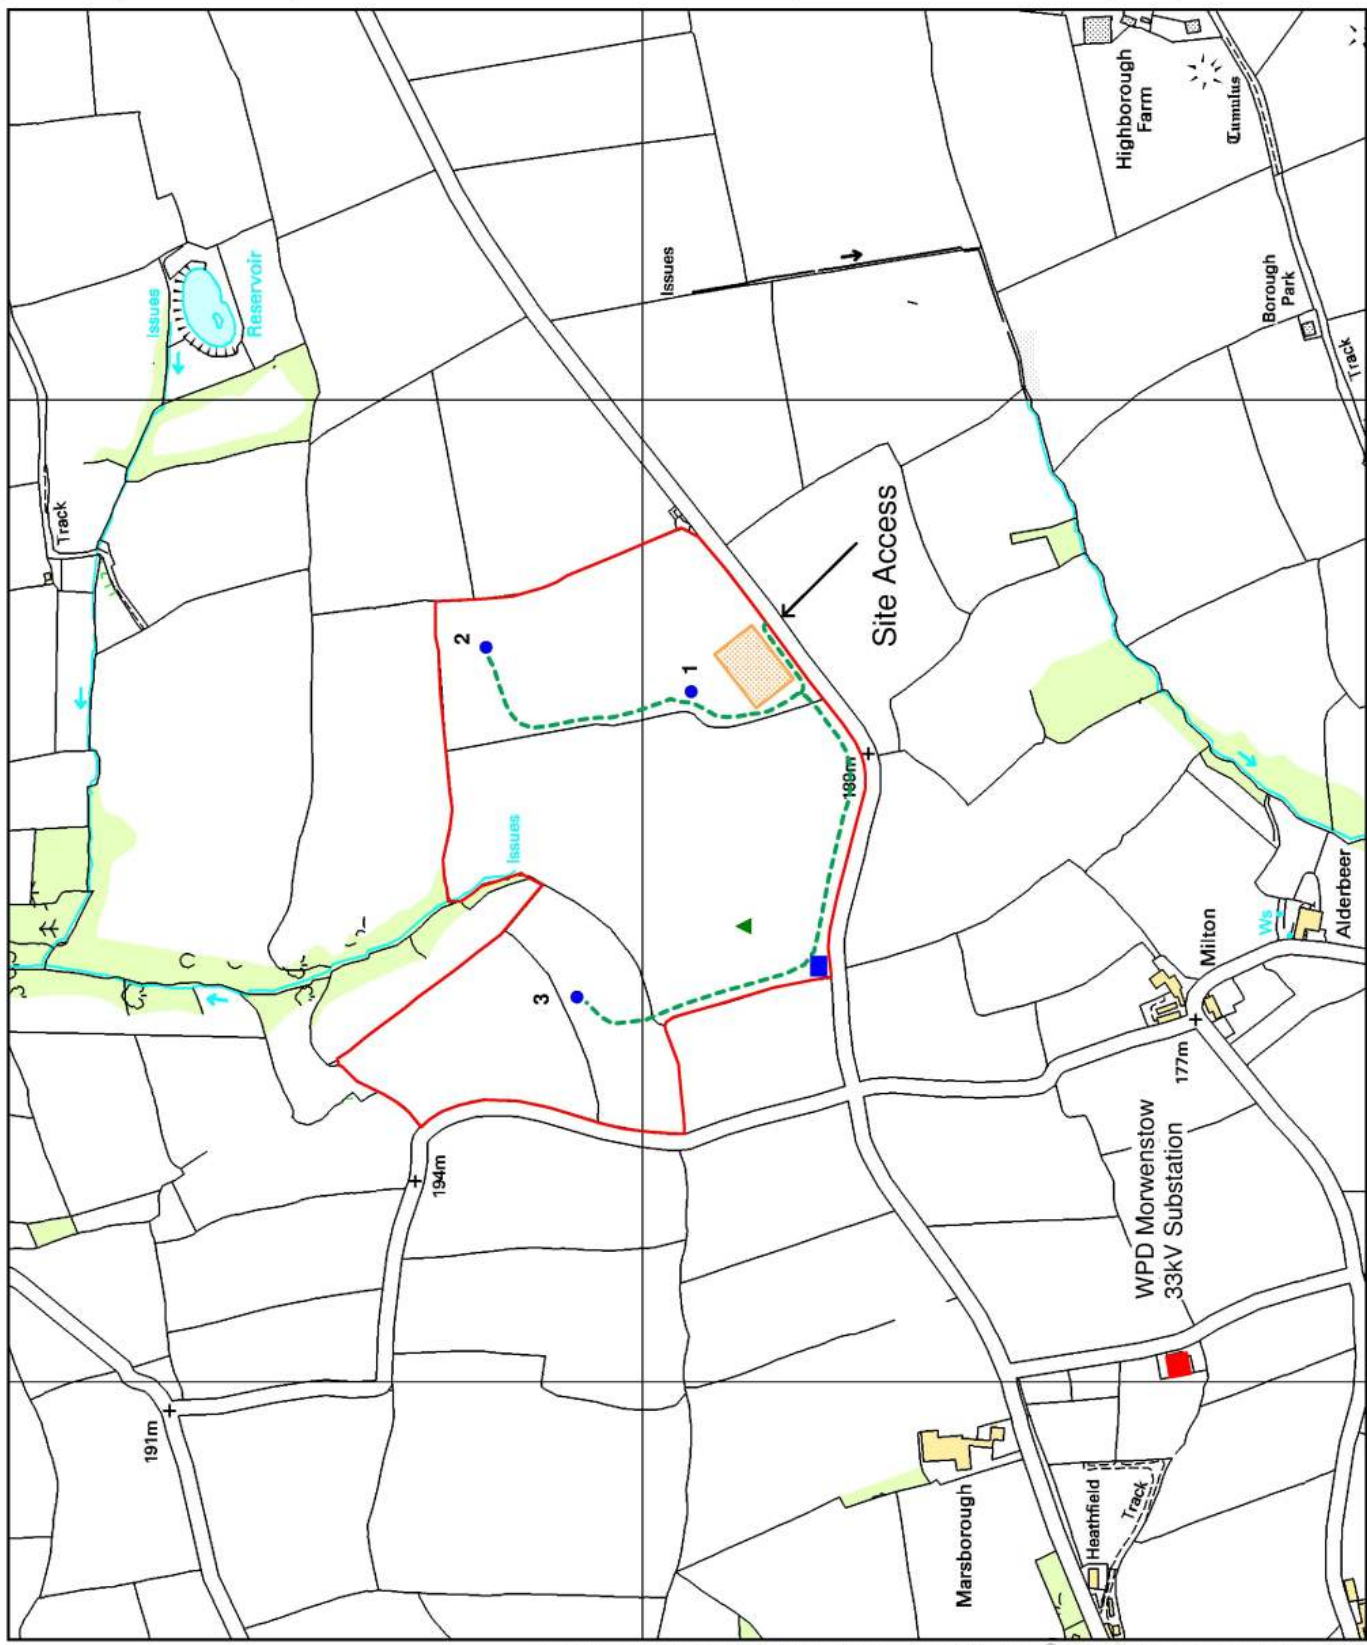 Highborough
Farm
Tumulus
Issues
Reservoir
Issues
Borough
Park
Track
Track
Site Access
2
1
189m
Issues
3
Ws
Alderbeer
Milton
177m
194m
WPD Morwenstow
33kV Substation
191m
Marsborough
Heathfield
Track